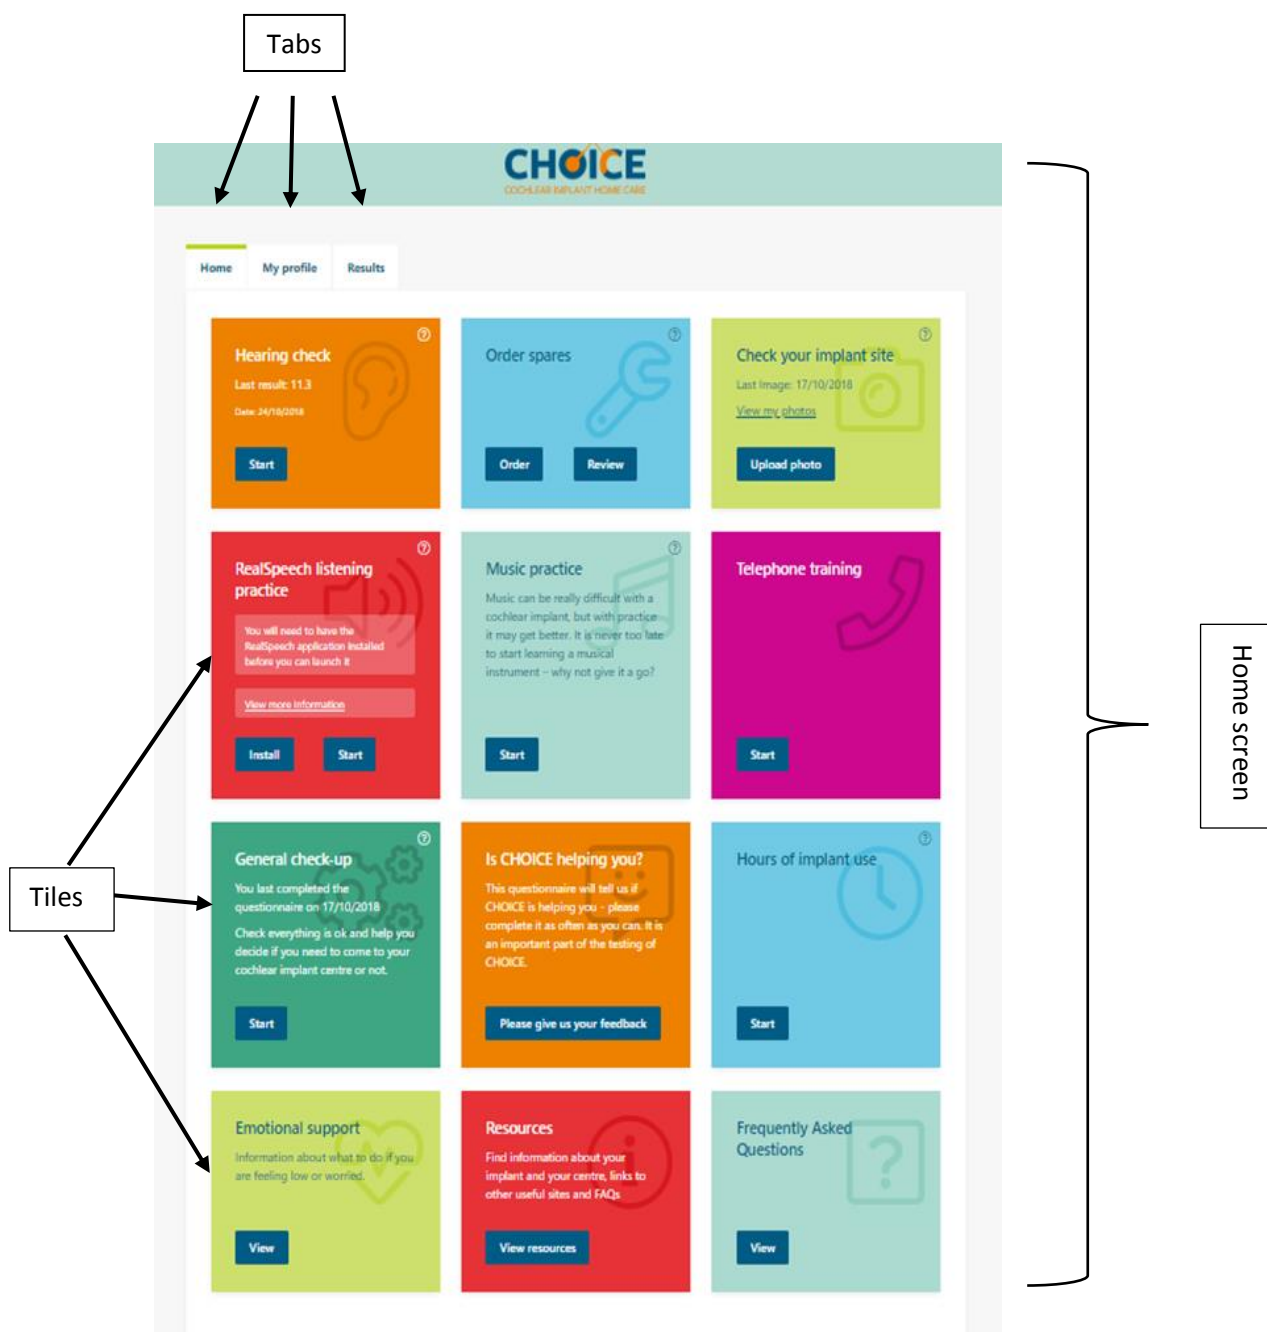 Tabs
CHOICE
COCHLEAR IMPLANT HOME CARE
Home
My profile
Results
Hearing check
Last result: 11.3
Date: 24/10/2018
Start
Order spares
Order
Review
Check your implant site
Last Image: 17/10/2018
View my photos
Upload photo
RealSpeech listening
practice
You will need to have the
RealSpeech application installed
before you can launch it
View more information
Install
Start
Music practice
Music can be really difficult with a
cochlear implant, but with practice
it may get better. It is never too late
to start learning a musical
instrument – why not give it a go?
Start
Telephone training
Start
Home screen
Tiles
General check-up
You last completed the
questionnaire on 17/10/2018
Check everything is ok and help you
decide if you need to come to your
cochlear implant centre or not.
Start
Is CHOICE helping you?
This questionnaire will tell us if
CHOICE is helping you – please
complete it as often as you can. It is
an important part of the testing of
CHOICE.
Please give us your feedback
Hours of implant use
Start
Emotional support
Information about what to do if you
are feeling low or worried.
View
Resources
Find information about your
implant and your centre, links to
other useful sites and FAQs
View resources
Frequently Asked
Questions
View